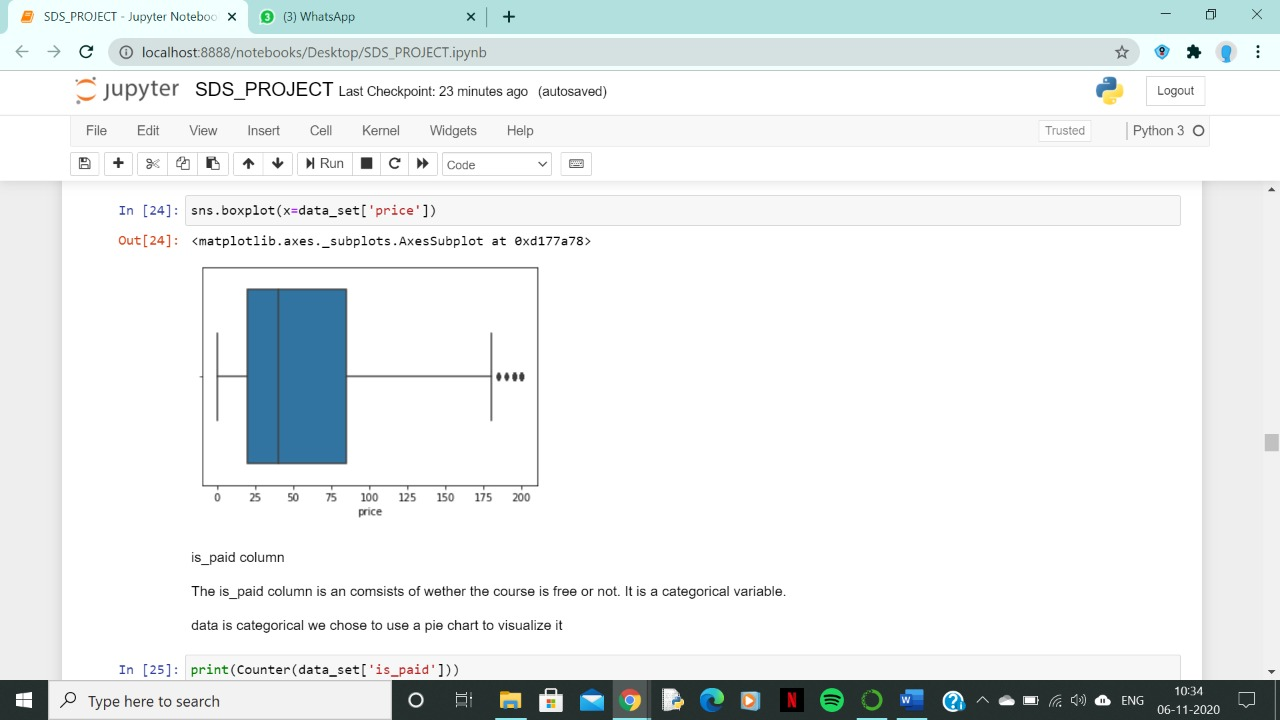 SDS_PROJECT - Jupyter Noteboo
(3) WhatsApp
localhost:8888/notebooks/Desktop/SDS_PROJECT.ipynb
jupyter SDS_PROJECT Last Checkpoint: 23 minutes ago (autosaved)
Logout
File Edit View Insert Cell Kernel Widgets Help
Trusted Python 3
Run Code
In [24]: sns.boxplot(x=data_set['price'])
Out[24]: <matplotlib.axes._subplots.AxesSubplot at 0xd177a78>
0 25 50 75 100 125 150 175 200
price
is_paid column
The is_paid column is an comsists of wether the course is free or not. It is a categorical variable.
data is categorical we chose to use a pie chart to visualize it
In [25]: print(Counter(data_set['is_paid']))
Type here to search
ENG
10:34
06-11-2020